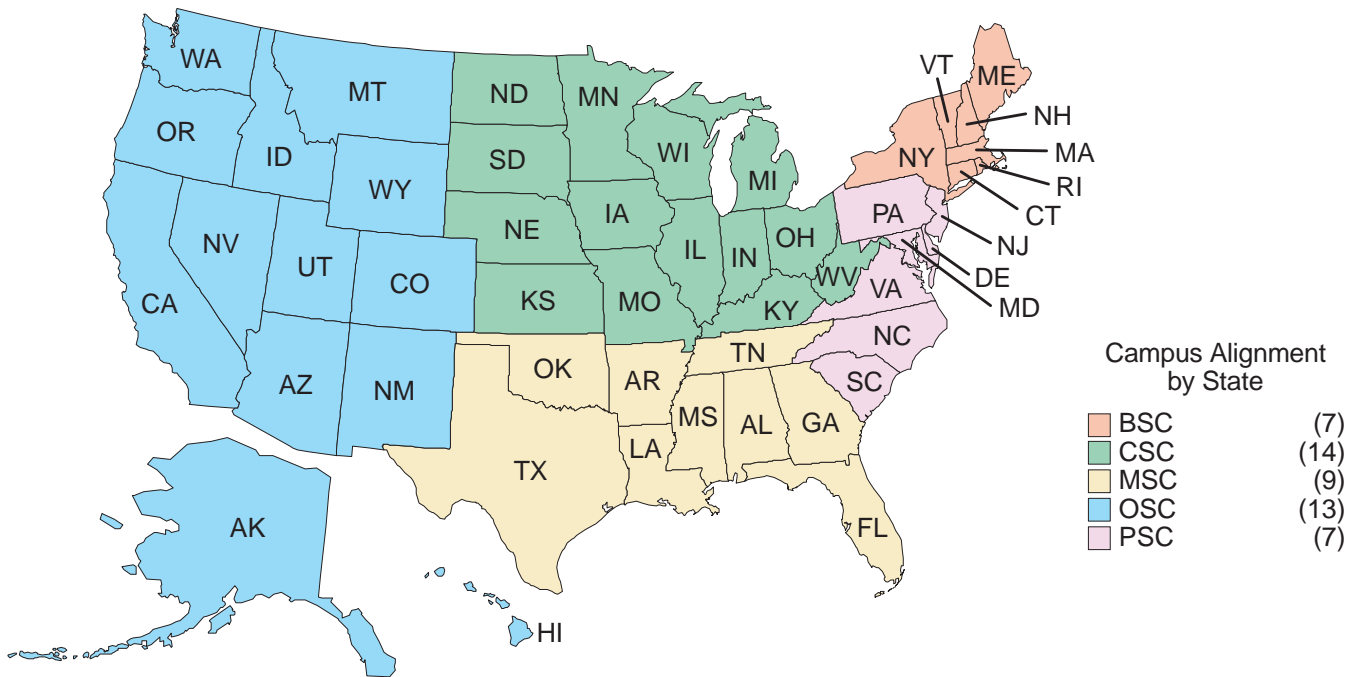 WA
MT
ND
MN
VT
ME
OR
ID
SD
WI
NH
WY
MI
NY
MA
RI
CT
NE
IA
PA
NJ
NV
UT
CO
IL
IN
OH
WV
DE
MD
CA
KS
MO
KY
VA
AZ
NM
OK
AR
TN
NC
SC
TX
LA
MS
AL
GA
FL
AK
HI
Campus Alignment
by State
BSC (7)
CSC (14)
MSC (9)
OSC (13)
PSC (7)